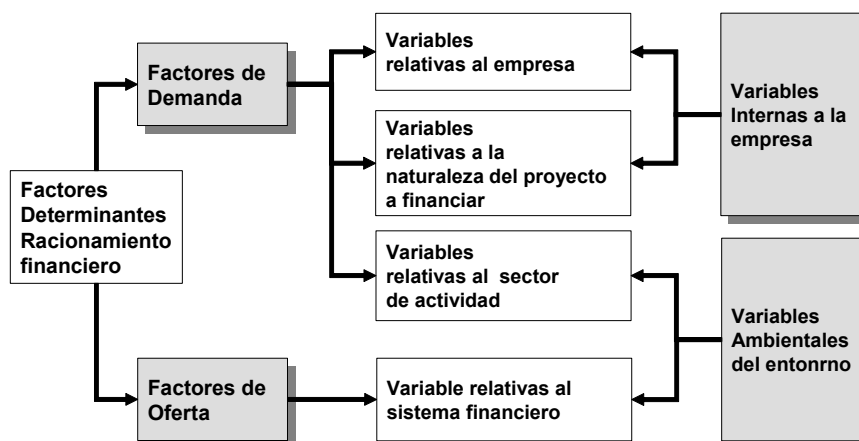 Factores
Determinantes
Racionamiento
financiero
Factores de
Demanda
Factores de
Oferta
Variables
relativas al empresa
Variables
relativas a la
naturaleza del proyecto
a financiar
Variables
relativas al  sector
de actividad
Variable relativas al
sistema financiero
Variables
Internas a la
empresa
Variables
Ambientales
del entonrno